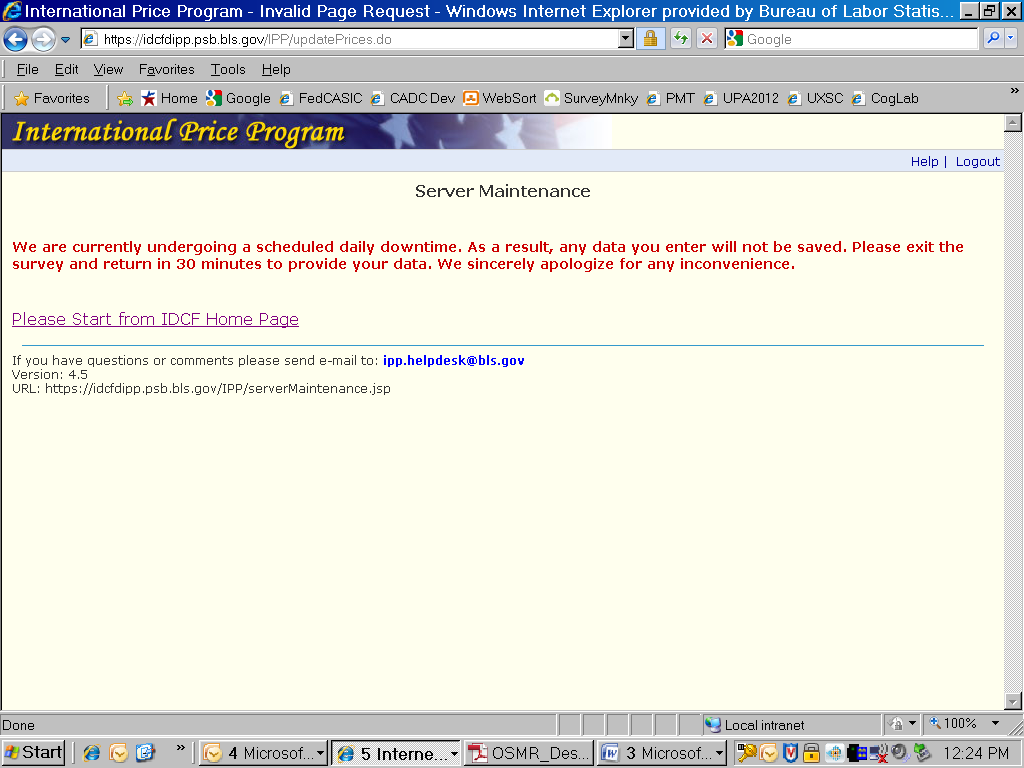 International Price Program - Invalid Page Request - Windows Internet Explorer provided by Bureau of Labor Statis...
https://idcfdipp.psb.bls.gov/IPP/updatePrices.do
Google
File Edit View Favorites Tools Help
Favorites Home Google FedCASIC CADC Dev WebSort SurveyMnky PMT UPA2012 UXSC CogLab »
International Price Program
Help | Logout
Server Maintenance
We are currently undergoing a scheduled daily downtime. As a result, any data you enter will not be saved. Please exit the
survey and return in 30 minutes to provide your data. We sincerely apologize for any inconvenience.
Please Start from IDCF Home Page
If you have questions or comments please send e-mail to: ipp.helpdesk@bls.gov
Version: 4.5
URL: https://idcfdipp.psb.bls.gov/IPP/serverMaintenance.jsp
Done Local intranet 100%
Start » 4 Microsof... 5 Interne... OSMR_Des... 3 Microsof... 12:24 PM